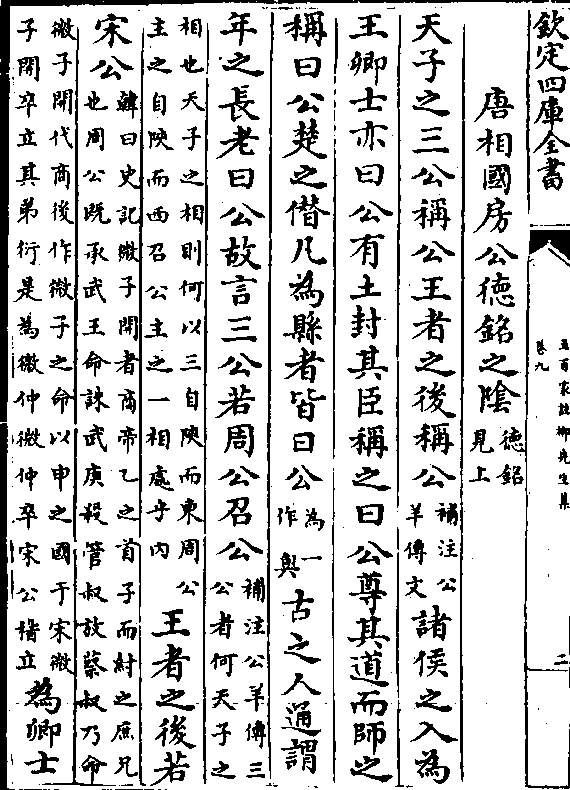 欽定四庫全書
五百家註柳先生集
卷九
二
唐相國房公徳銘之隂徳銘見上
天子之三公稱公王者之後稱公補注公羊傳文諸侯之入為
王卿士亦曰公有土封其臣稱之曰公尊其道而師之
稱曰公楚之僭凡為縣者皆曰公為一作與古之人通謂
年之長老曰公故言三公若周公召公補注公羊傳三公者何天子之
相也天子之相則何以三自陝而東周公主之自陝而西召公主之一相處乎内王者之後若
宋公韓曰史記微子開者商帝乙之首子而紂之庶兄也周公既承武王命誅武庚殺管叔放蔡叔乃命
微子開代商後作微子之命以申之國于宋微子開卒立其弟衍是為微仲微仲卒宋公稽立為卿士